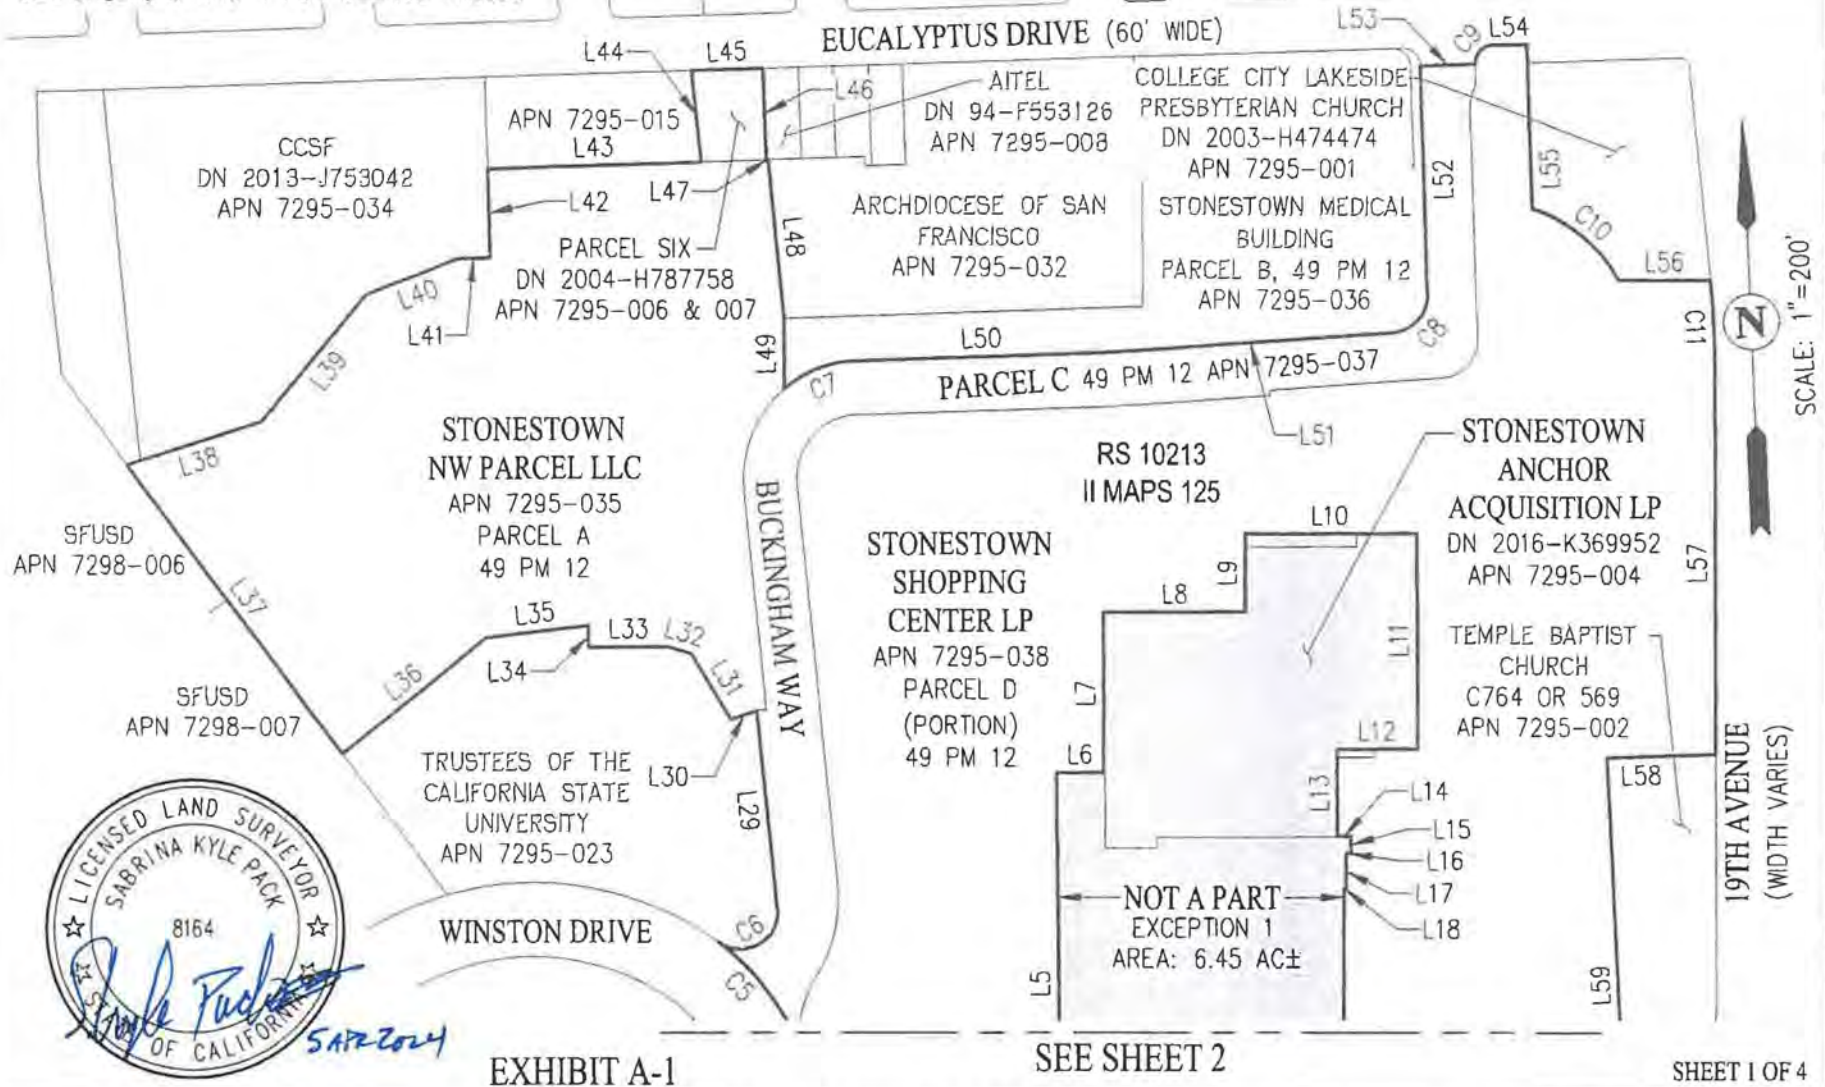 EUCALYPTUS DRIVE (60' WIDE)
L53
C9
L54
L44
L45
L46
AITEL
DN 94-F553126
APN 7295-008
COLLEGE CITY LAKESIDE
PRESBYTERIAN CHURCH
DN 2003-H474474
APN 7295-001
APN 7295-015
L43
CCSF
DN 2013-J753042
APN 7295-034
L47
L42
L52
L55
C10
L56
ARCHDIOCESE OF SAN
FRANCISCO
APN 7295-032
STONESTOWN MEDICAL
BUILDING
PARCEL B, 49 PM 12
APN 7295-036
PARCEL SIX
DN 2004-H787758
APN 7295-006 & 007
L48
L40
L41
L39
L49
L50
C7
C8
C11
N
SCALE: 1"=200'
PARCEL C 49 PM 12 APN 7295-037
L51
L38
STONESTOWN
NW PARCEL LLC
APN 7295-035
PARCEL A
49 PM 12
RS 10213
II MAPS 125
STONESTOWN
ANCHOR
ACQUISITION LP
DN 2016-K369952
APN 7295-004
SFUSD
APN 7298-006
L37
BUCKINGHAM WAY
STONESTOWN
SHOPPING
CENTER LP
APN 7295-038
PARCEL D
(PORTION)
49 PM 12
L10
L9
L8
L11
L57
L35
L33
L32
L34
L36
L31
L7
TEMPLE BAPTIST
CHURCH
C764 OR 569
APN 7295-002
SFUSD
APN 7298-007
L12
L6
L58
19TH AVENUE
(WIDTH VARIES)
TRUSTEES OF THE
CALIFORNIA STATE
UNIVERSITY
APN 7295-023
L30
L29
L13
L14
L15
L16
L17
L18
LICENSED LAND SURVEYOR
SABRINA KYLE PACK
8164
STATE OF CALIFORNIA
5 APR 2024
WINSTON DRIVE
C6
C5
NOT A PART
EXCEPTION 1
AREA: 6.45 AC±
L5
L59
EXHIBIT A-1
SEE SHEET 2
SHEET 1 OF 4